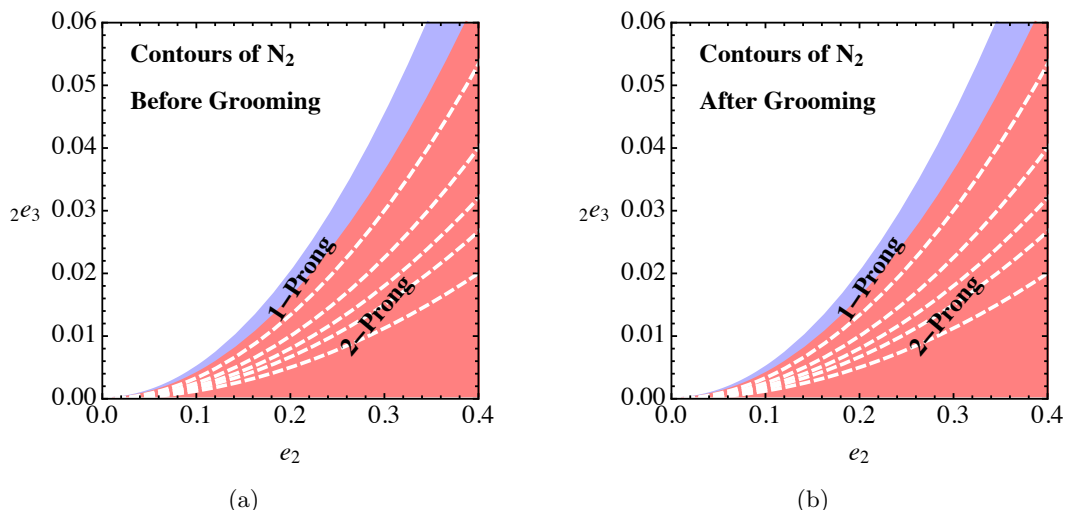 0.06
Contours of N₂
Before Grooming
0.05
0.04
₂e₃
0.03
0.02
0.01
0.00
1–Prong
2–Prong
0.0 0.1 0.2 0.3 0.4
e₂
(a)
0.06
Contours of N₂
After Grooming
0.05
0.04
₂e₃
0.03
0.02
0.01
0.00
1–Prong
2–Prong
0.0 0.1 0.2 0.3 0.4
e₂
(b)